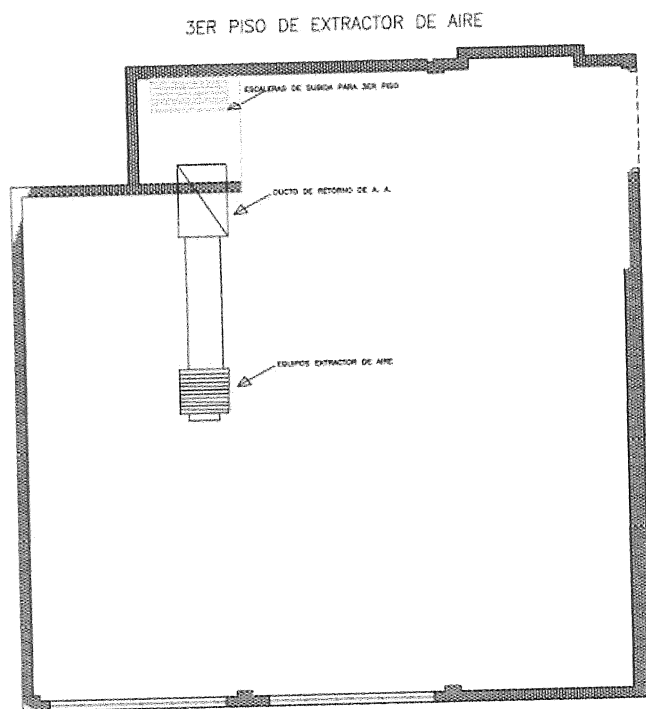 3ER PISO DE EXTRACTOR DE AIRE
ESCALERAS DE SUBIDA PARA 3ER PISO
DUCTO DE RETORNO DE A. A.
EQUIPOS EXTRACTOR DE AIRE